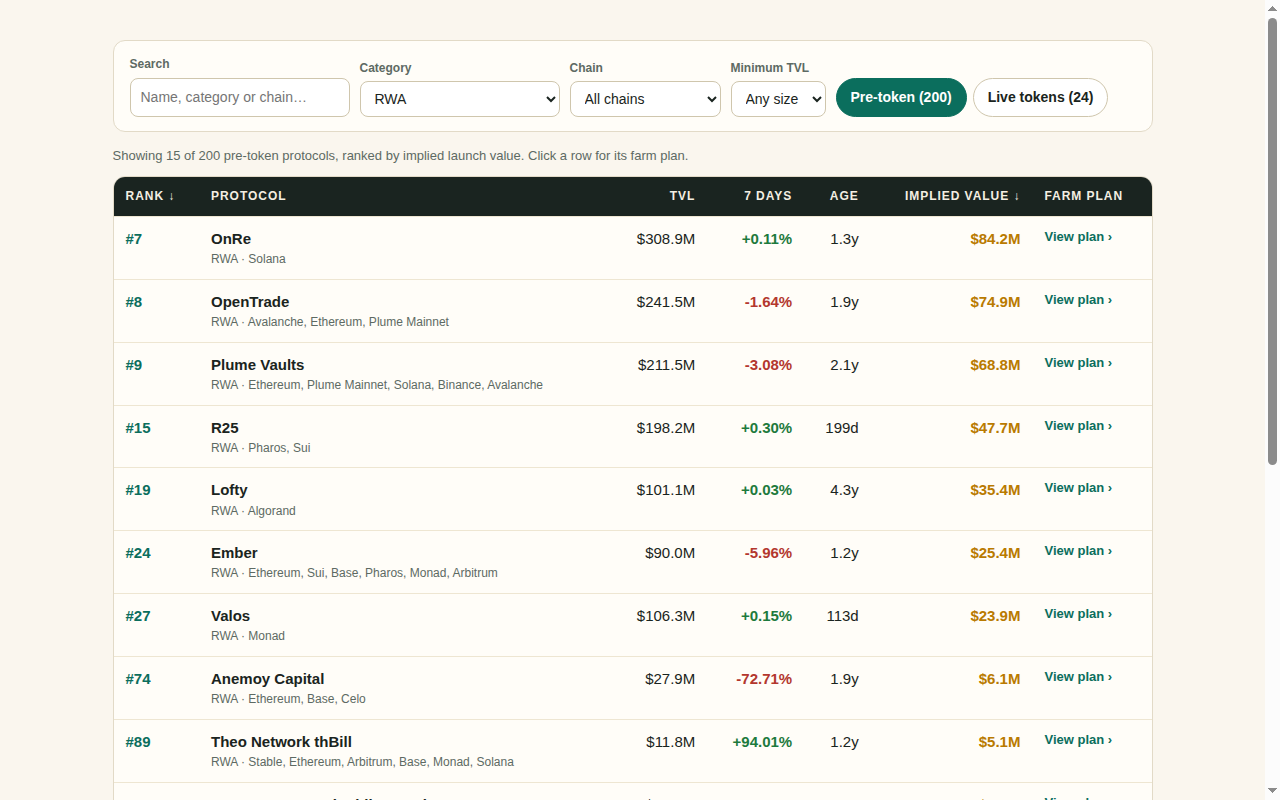 Search
Category
Chain
Minimum TVL
Name, category or chain…
RWA
All chains
Any size
Pre-token (200)
Live tokens (24)
Showing 15 of 200 pre-token protocols, ranked by implied launch value. Click a row for its farm plan.
RANK ↓ PROTOCOL TVL 7 DAYS AGE IMPLIED VALUE ↓ FARM PLAN
#7 OnRe $308.9M +0.11% 1.3y $84.2M View plan ›
RWA · Solana
#8 OpenTrade $241.5M -1.64% 1.9y $74.9M View plan ›
RWA · Avalanche, Ethereum, Plume Mainnet
#9 Plume Vaults $211.5M -3.08% 2.1y $68.8M View plan ›
RWA · Ethereum, Plume Mainnet, Solana, Binance, Avalanche
#15 R25 $198.2M +0.30% 199d $47.7M View plan ›
RWA · Pharos, Sui
#19 Lofty $101.1M +0.03% 4.3y $35.4M View plan ›
RWA · Algorand
#24 Ember $90.0M -5.96% 1.2y $25.4M View plan ›
RWA · Ethereum, Sui, Base, Pharos, Monad, Arbitrum
#27 Valos $106.3M +0.15% 113d $23.9M View plan ›
RWA · Monad
#74 Anemoy Capital $27.9M -72.71% 1.9y $6.1M View plan ›
RWA · Ethereum, Base, Celo
#89 Theo Network thBill $11.8M +94.01% 1.2y $5.1M View plan ›
RWA · Stable, Ethereum, Arbitrum, Base, Monad, Solana